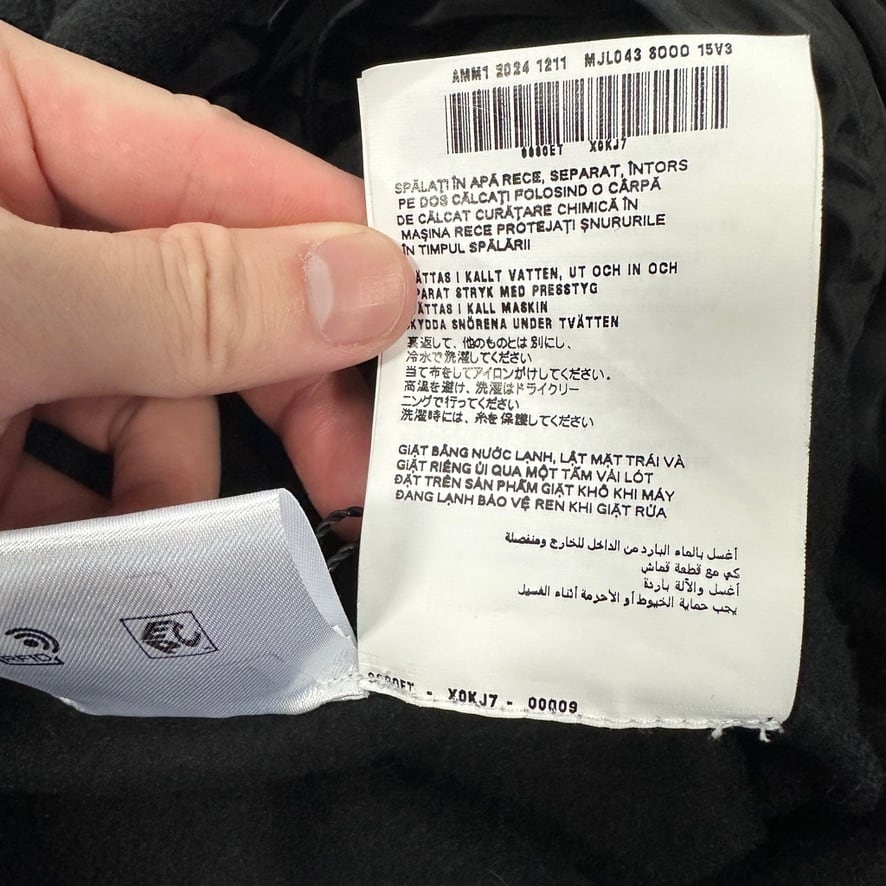 AMM1 2024 1211 MJL043 8000 15V3
X0KJ7
SPĂLAȚI ÎN APĂ RECE, SEPARAT, ÎNTORS
PE DOS CĂLCAȚI FOLOSIND O CÂRPĂ
DE CĂLCAT CURĂȚARE CHIMICĂ ÎN
MAȘINA RECE PROTEJAȚI ȘNURURILE
ÎN TIMPUL SPĂLĂRII
I KALLT VATTEN, UT OCH IN OCH
STRYK MED PRESSTYG
I KALL MASKIN
SNÖRENA UNDER TVÄTTEN
裏返して、他のものとは別にし、
冷水で洗濯してください
当て布をしてアイロンがけしてください。
高温を避け、洗濯はドライクリー
ニングで行ってください
洗濯時には、糸を保護してください
GIẶT BẰNG NƯỚC LẠNH, LẬT MẶT TRÁI VÀ
GIẶT RIÊNG ỦI QUA MỘT TẤM VẢI LÓT
ĐẶT TRÊN SẢN PHẨM GIẶT KHÔ KHI MÁY
ĐANG LẠNH BẢO VỆ REN KHI GIẶT RỬA
أغسل بالماء البارد من الداخل للخارج ومنفصلة
كي مع قطعة قماش
أغسل والآلة باردة
يجب حماية الخيوط أو الأحزمة أثناء الغسيل
- X0KJ7 - 00009
RFID
EPC